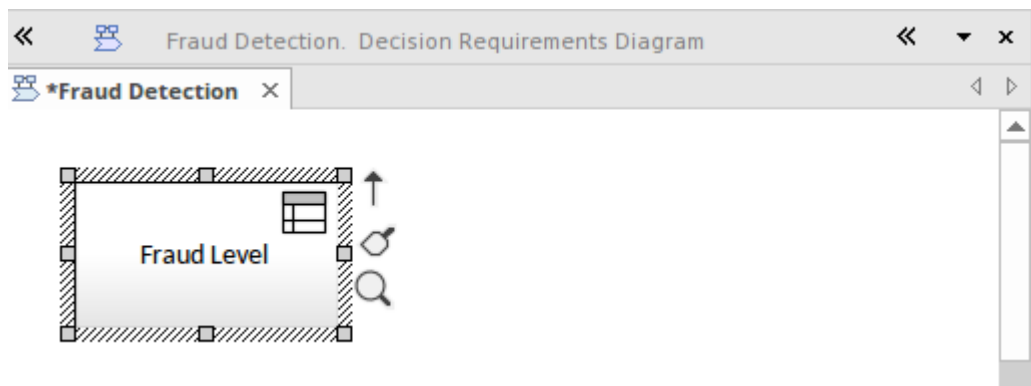 Fraud Detection.  Decision Requirements Diagram
*Fraud Detection
Fraud Level